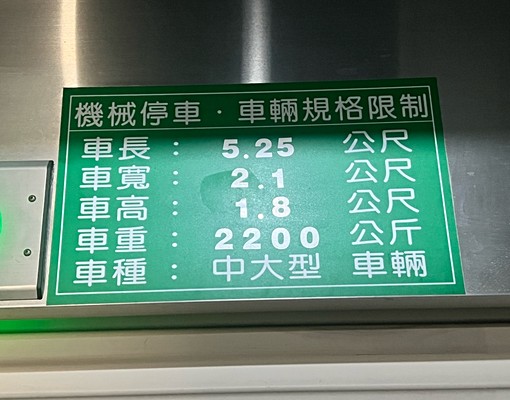 機械停車・車輛規格限制
車長：5.25 公尺
車寬：2.1 公尺
車高：1.8 公尺
車重：2200 公斤
車種：中大型 車輛